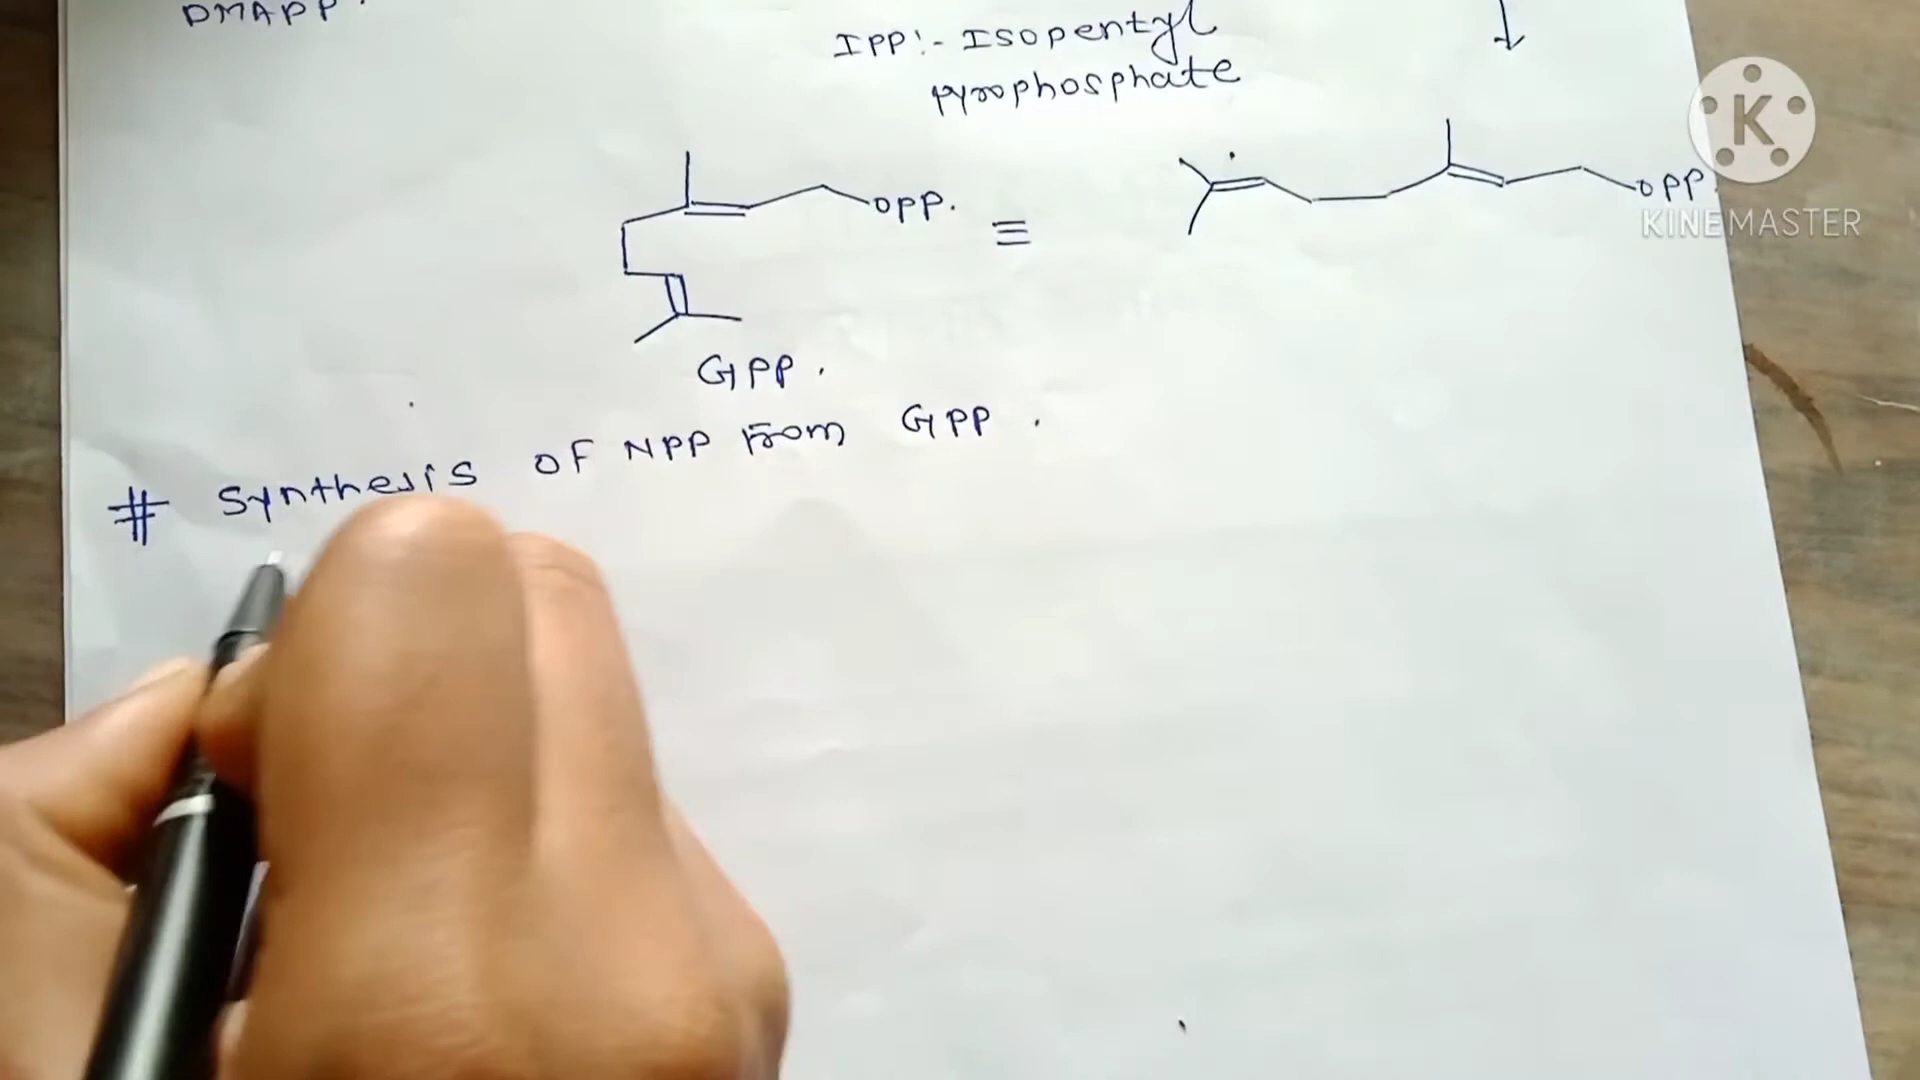 DMAPP.
IPP:- Isopentyl
pyrophosphate
K
OPP.
OPP.
KINEMASTER
≡
GPP.
# Synthesis OF NPP From GPP.